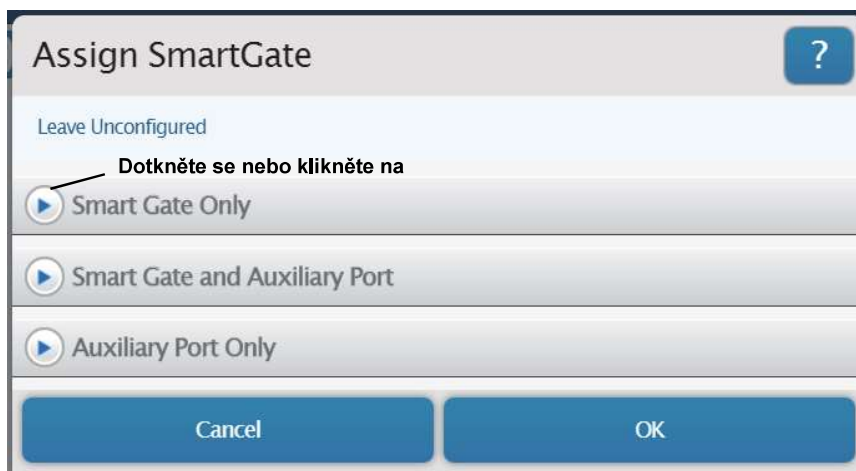 Assign SmartGate
?
Leave Unconfigured
Dotkněte se nebo klikněte na
Smart Gate Only
Smart Gate and Auxiliary Port
Auxiliary Port Only
Cancel
OK